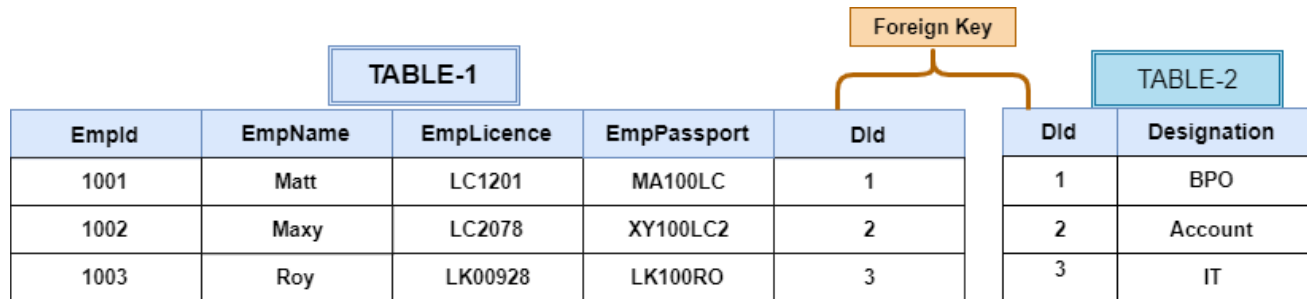 Foreign Key
TABLE-1
TABLE-2
EmpId EmpName EmpLicence EmpPassport DId DId Designation
1001 Matt LC1201 MA100LC 1 1 BPO
1002 Maxy LC2078 XY100LC2 2 2 Account
1003 Roy LK00928 LK100RO 3 3 IT